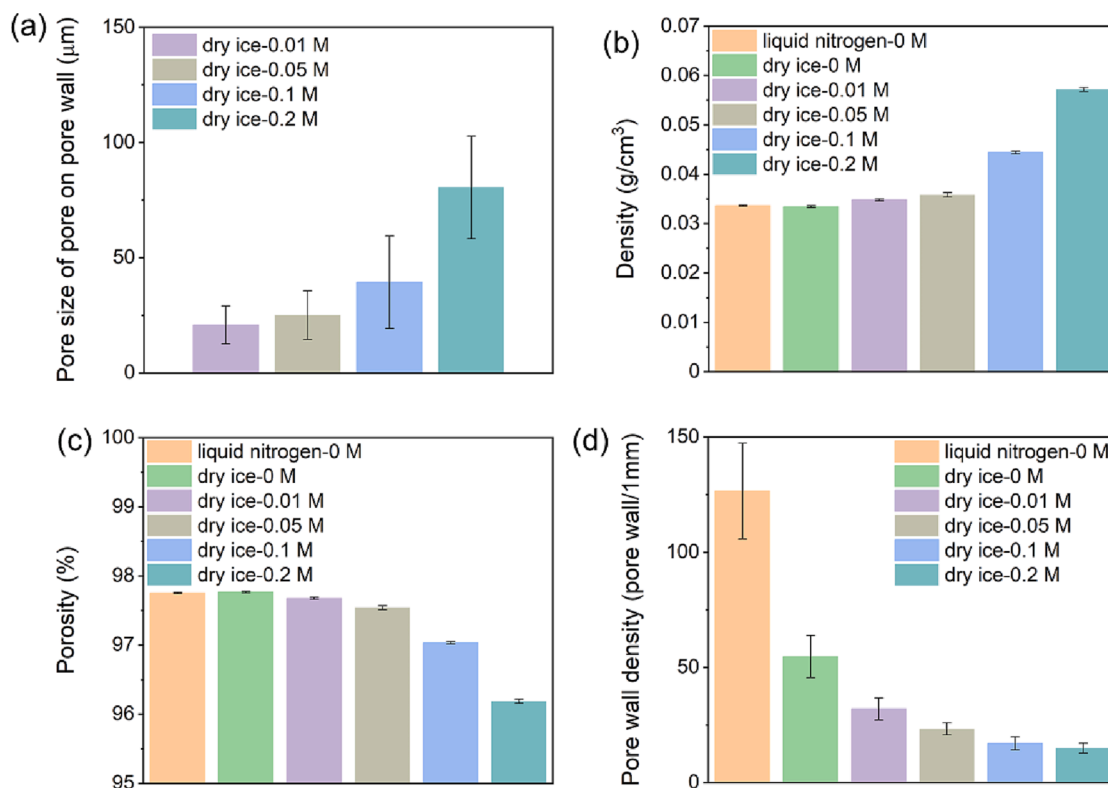 (a)
Pore size of pore on pore wall (μm)
150
100
50
0
dry ice-0.01 M
dry ice-0.05 M
dry ice-0.1 M
dry ice-0.2 M
(b)
Density (g/cm³)
0.07
0.06
0.05
0.04
0.03
0.02
0.01
0.00
liquid nitrogen-0 M
dry ice-0 M
dry ice-0.01 M
dry ice-0.05 M
dry ice-0.1 M
dry ice-0.2 M
(c)
Porosity (%)
100
99
98
97
96
95
liquid nitrogen-0 M
dry ice-0 M
dry ice-0.01 M
dry ice-0.05 M
dry ice-0.1 M
dry ice-0.2 M
(d)
Pore wall density (pore wall/1mm)
150
100
50
0
liquid nitrogen-0 M
dry ice-0 M
dry ice-0.01 M
dry ice-0.05 M
dry ice-0.1 M
dry ice-0.2 M